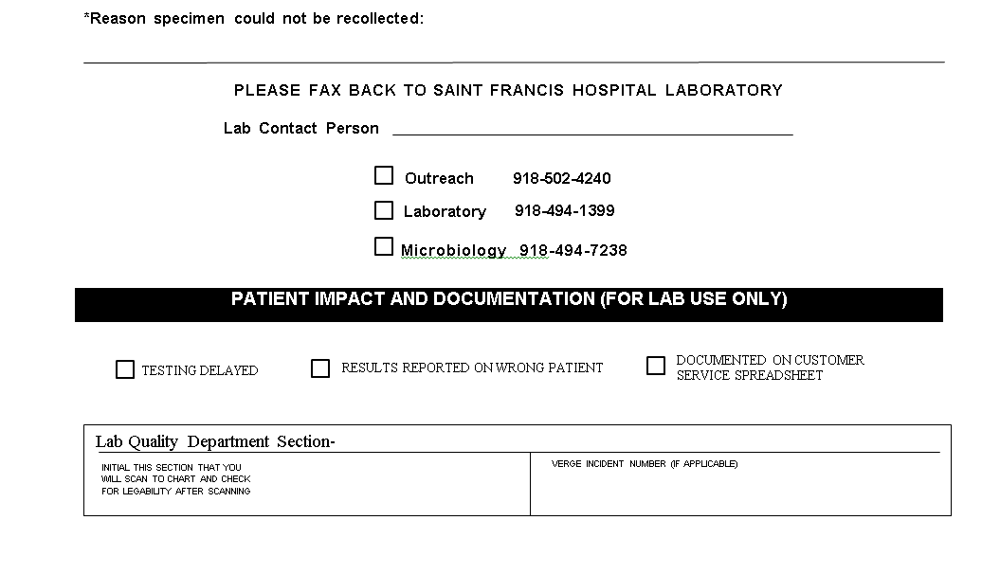 *Reason specimen could not be recollected:
PLEASE FAX BACK TO SAINT FRANCIS HOSPITAL LABORATORY
Lab Contact Person
Outreach 918-502-4240
Laboratory 918-494-1399
Microbiology 918-494-7238
PATIENT IMPACT AND DOCUMENTATION (FOR LAB USE ONLY)
TESTING DELAYED
RESULTS REPORTED ON WRONG PATIENT
DOCUMENTED ON CUSTOMER
SERVICE SPREADSHEET
Lab Quality Department Section-
INITIAL THIS SECTION THAT YOU
WILL SCAN TO CHART AND CHECK
FOR LEGABILITY AFTER SCANNING
VERGE INCIDENT NUMBER (IF APPLICABLE)